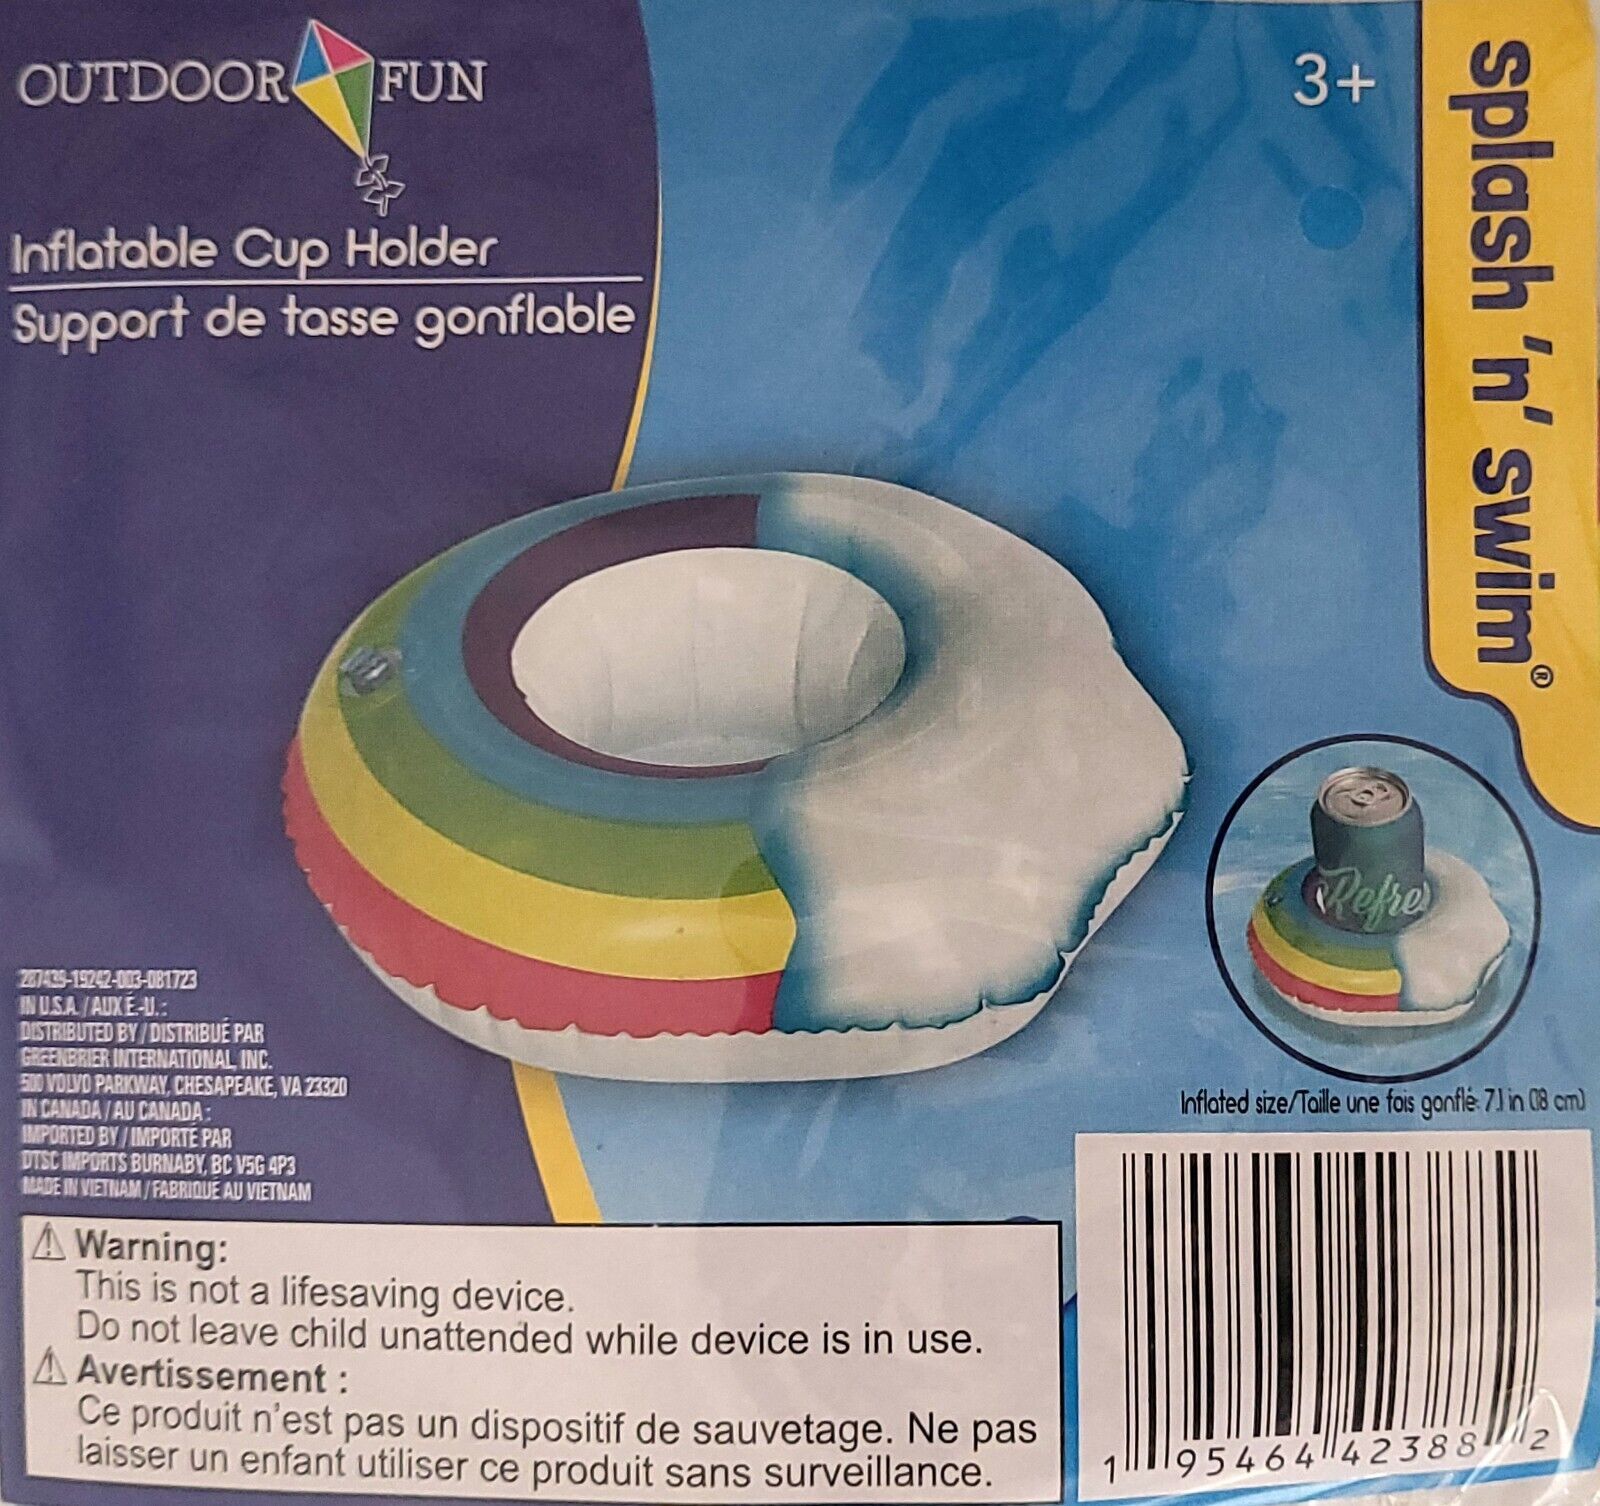 OUTDOOR FUN
3+
splash 'n' swim®
Inflatable Cup Holder
Support de tasse gonflable
Refre
287439-19242-003-081723
IN U.S.A. / AUX É.-U. :
DISTRIBUTED BY / DISTRIBUÉ PAR
GREENBRIER INTERNATIONAL, INC.
500 VOLVO PARKWAY, CHESAPEAKE, VA 23320
IN CANADA / AU CANADA :
IMPORTED BY / IMPORTÉ PAR
DTSC IMPORTS BURNABY, BC V5G 4P3
MADE IN VIETNAM / FABRIQUÉ AU VIETNAM
Inflated size/Taille une fois gonflé: 7.1 in (18 cm)
⚠ Warning:
This is not a lifesaving device.
Do not leave child unattended while device is in use.
⚠ Avertissement :
Ce produit n'est pas un dispositif de sauvetage. Ne pas
laisser un enfant utiliser ce produit sans surveillance.
1 95464 42388 2